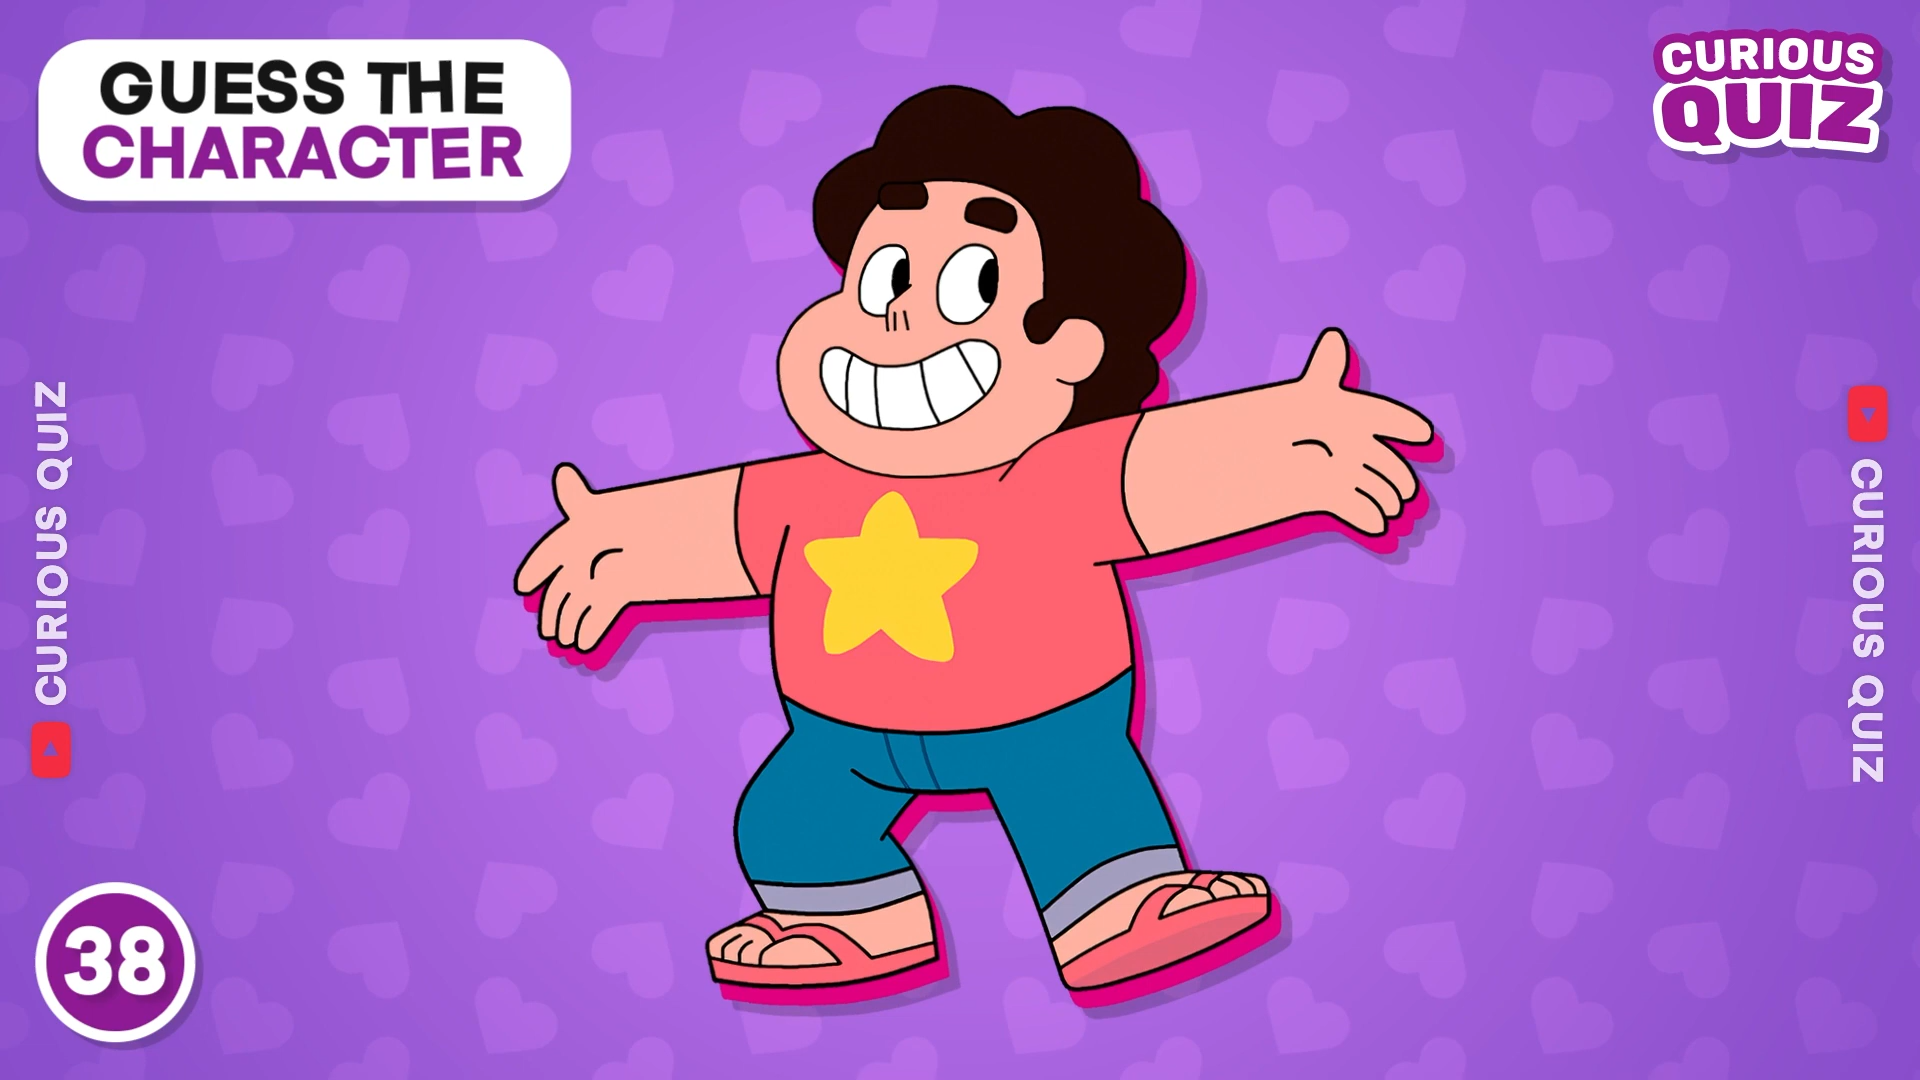 GUESS THE
CHARACTER
CURIOUS
QUIZ
CURIOUS QUIZ
CURIOUS QUIZ
38